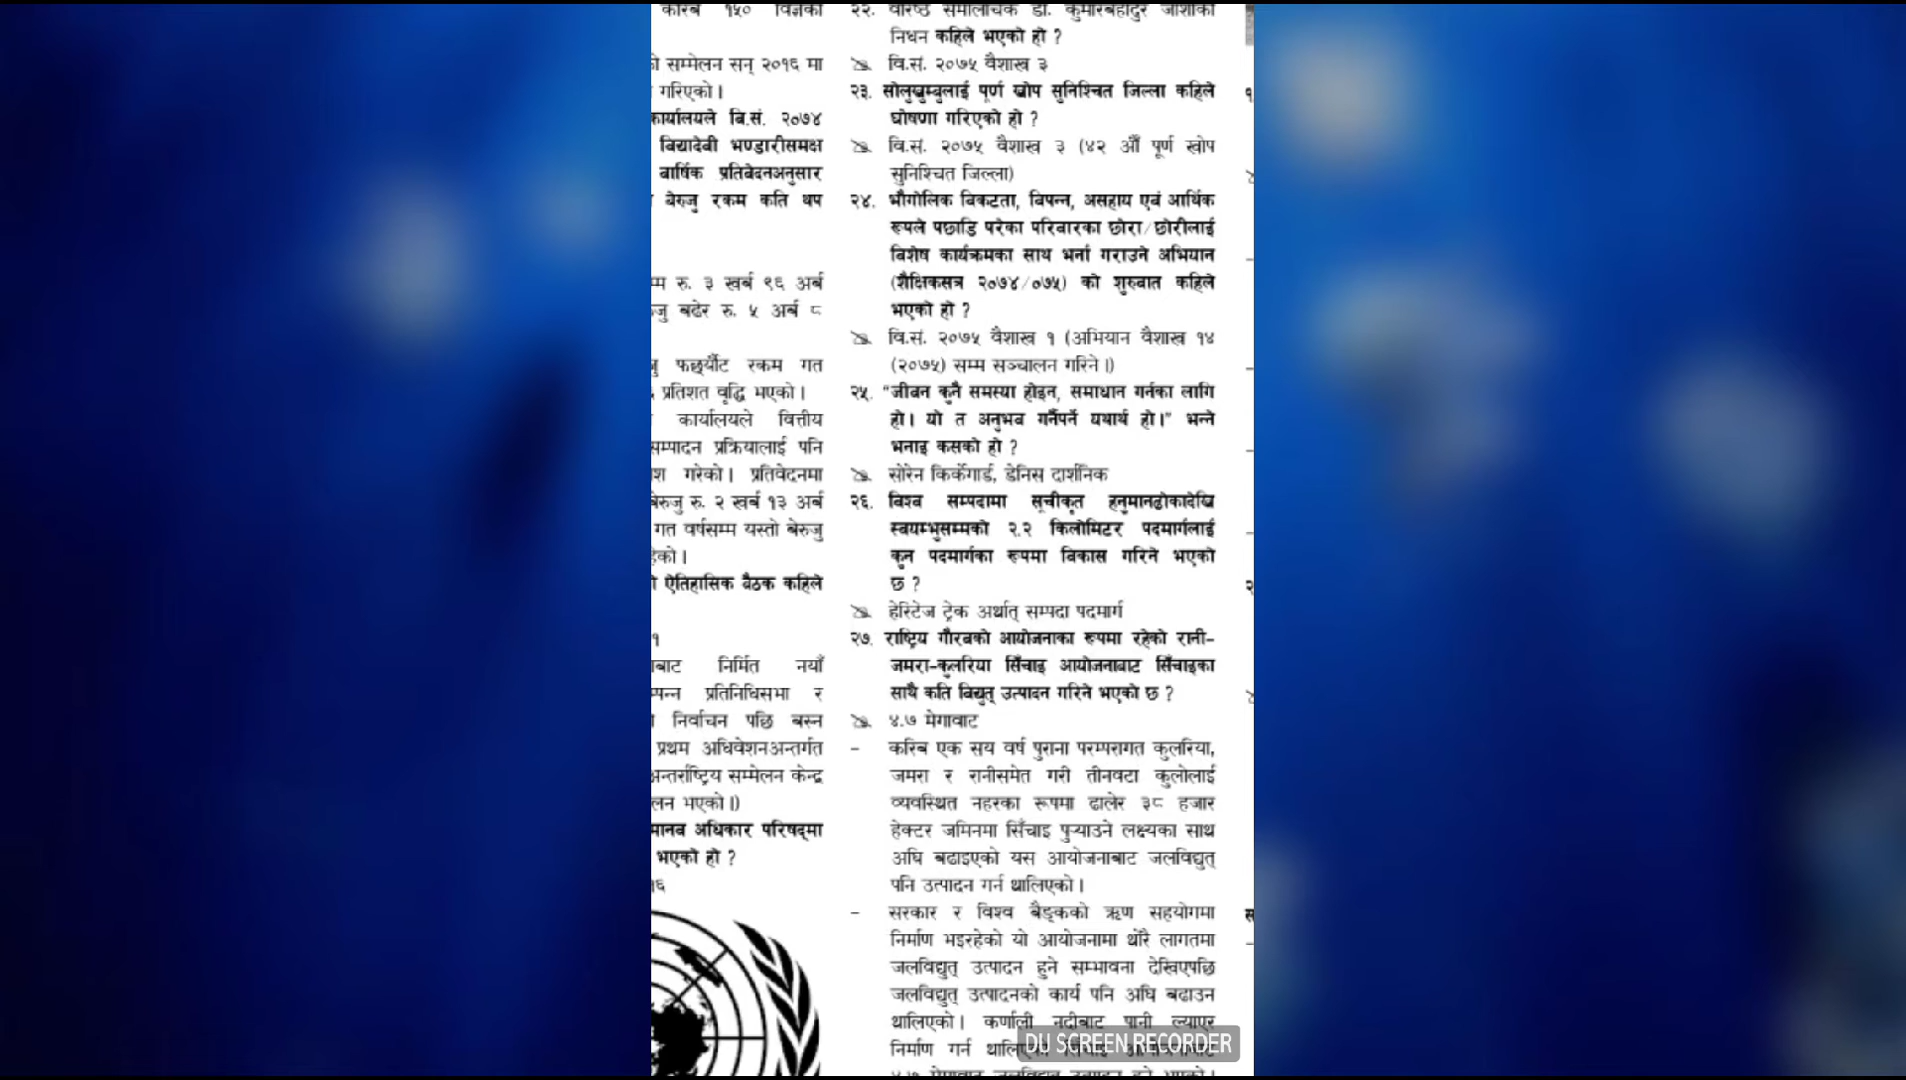 करिब १५० विज्ञको
को सम्मेलन सन् २०१६ मा
गरिएको।
कार्यालयले वि.सं. २०७४
विद्यादेवी भण्डारीसमक्ष
वार्षिक प्रतिवेदनअनुसार
बेरुजु रकम कति थप
म्म रु. ३ खर्ब ९६ अर्ब
जु बढेर रु. ५ अर्ब ८
जु फछ्र्यौट रकम गत
प्रतिशत वृद्धि भएको।
कार्यालयले वित्तीय
सम्पादन प्रक्रियालाई पनि
श गरेको। प्रतिवेदनमा
बेरुजु रु. २ खर्ब १३ अर्ब
गत वर्षसम्म यस्तो बेरुजु
हेको।
ऐतिहासिक बैठक कहिले
१
बाट निर्मित नयाँ
म्पन्न प्रतिनिधिसभा र
निर्वाचन पछि बस्न
प्रथम अधिवेशनअन्तर्गत
अन्तर्राष्ट्रिय सम्मेलन केन्द्र
लन भएको।)
मानव अधिकार परिषद्मा
भएको हो ?
१६
२२. वरिष्ठ समालोचक डा. कुमारबहादुर जोशीको
निधन कहिले भएको हो ?
वि.सं. २०७५ वैशाख ३
२३. सोलुखुम्बुलाई पूर्ण खोप सुनिश्चित जिल्ला कहिले
घोषणा गरिएको हो ?
वि.सं. २०७५ वैशाख ३ (४२ औँ पूर्ण खोप
सुनिश्चित जिल्ला)
२४. भौगोलिक विकटता, विपन्न, असहाय एवं आर्थिक
रूपले पछाडि परेका परिवारका छोरा/छोरीलाई
विशेष कार्यक्रमका साथ भर्ना गराउने अभियान
(शैक्षिकसत्र २०७४/०७५) को शुरुवात कहिले
भएको हो ?
वि.सं. २०७५ वैशाख १ (अभियान वैशाख १४
(२०७५) सम्म सञ्चालन गरिने।)
२५. "जीवन कुनै समस्या होइन, समाधान गर्नका लागि
हो। यो त अनुभव गर्नैपर्ने यथार्थ हो।" भन्ने
भनाइ कसको हो ?
सोरेन किर्केगार्ड, डेनिस दार्शनिक
२६. विश्व सम्पदामा सूचीकृत हनुमानढोकादेखि
स्वयम्भुसम्मको २.२ किलोमिटर पदमार्गलाई
कुन पदमार्गका रूपमा विकास गरिने भएको
छ ?
हेरिटेज ट्रेक अर्थात् सम्पदा पदमार्ग
२७. राष्ट्रिय गौरवको आयोजनाका रूपमा रहेको रानी-
जमरा-कुलरिया सिँचाइ आयोजनाबाट सिँचाइका
साथै कति विद्युत् उत्पादन गरिने भएको छ ?
४.७ मेगावाट
- करिब एक सय वर्ष पुराना परम्परागत कुलरिया,
जमरा र रानीसमेत गरी तीनवटा कुलोलाई
व्यवस्थित नहरका रूपमा ढालेर ३८ हजार
हेक्टर जमिनमा सिँचाइ पुऱ्याउने लक्ष्यका साथ
अघि बढाइएको यस आयोजनाबाट जलविद्युत्
पनि उत्पादन गर्न थालिएको।
- सरकार र विश्व बैङ्कको ऋण सहयोगमा
निर्माण भइरहेको यो आयोजनामा थोरै लागतमा
जलविद्युत् उत्पादन हुने सम्भावना देखिएपछि
जलविद्युत् उत्पादनको कार्य पनि अघि बढाउन
थालिएको। कर्णाली नदीबाट पानी ल्याएर
निर्माण गर्न
DU SCREEN RECORDER